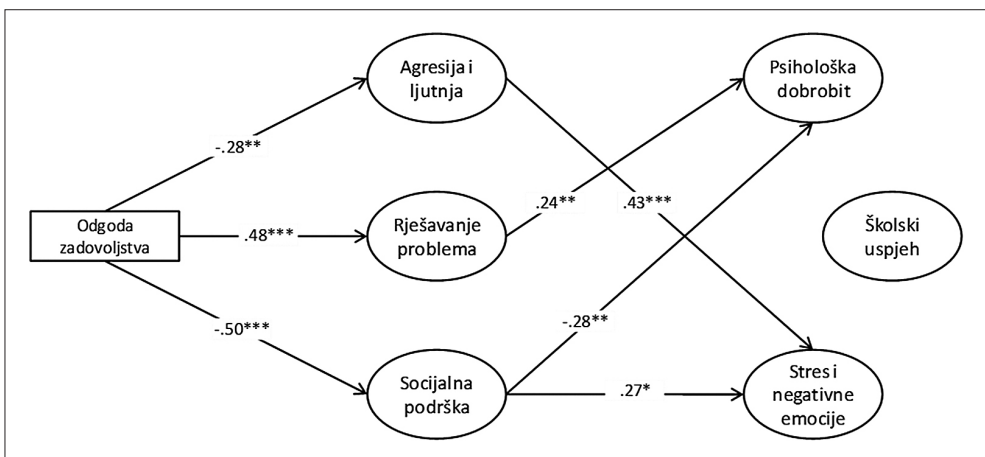 Agresija i
ljutnja
Psihološka
dobrobit
-.28**
Odgoda
zadovoljstva
.48***
Rješavanje
problema
.24**
.43***
Školski
uspjeh
-.50***
-.28**
Socijalna
podrška
.27*
Stres i
negativne
emocije